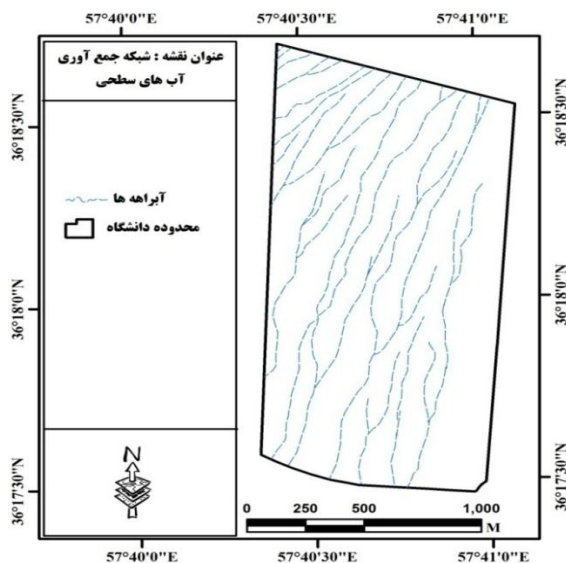 57°40'0"E 57°40'30"E 57°41'0"E
عنوان نقشه : شبکه جمع آوری
آب های سطحی
آبراهه ها
محدوده دانشگاه
N
36°18'30"N
36°18'0"N
36°17'30"N
36°18'30"N
36°18'0"N
36°17'30"N
0 250 500 1,000
M
57°40'0"E 57°40'30"E 57°41'0"E